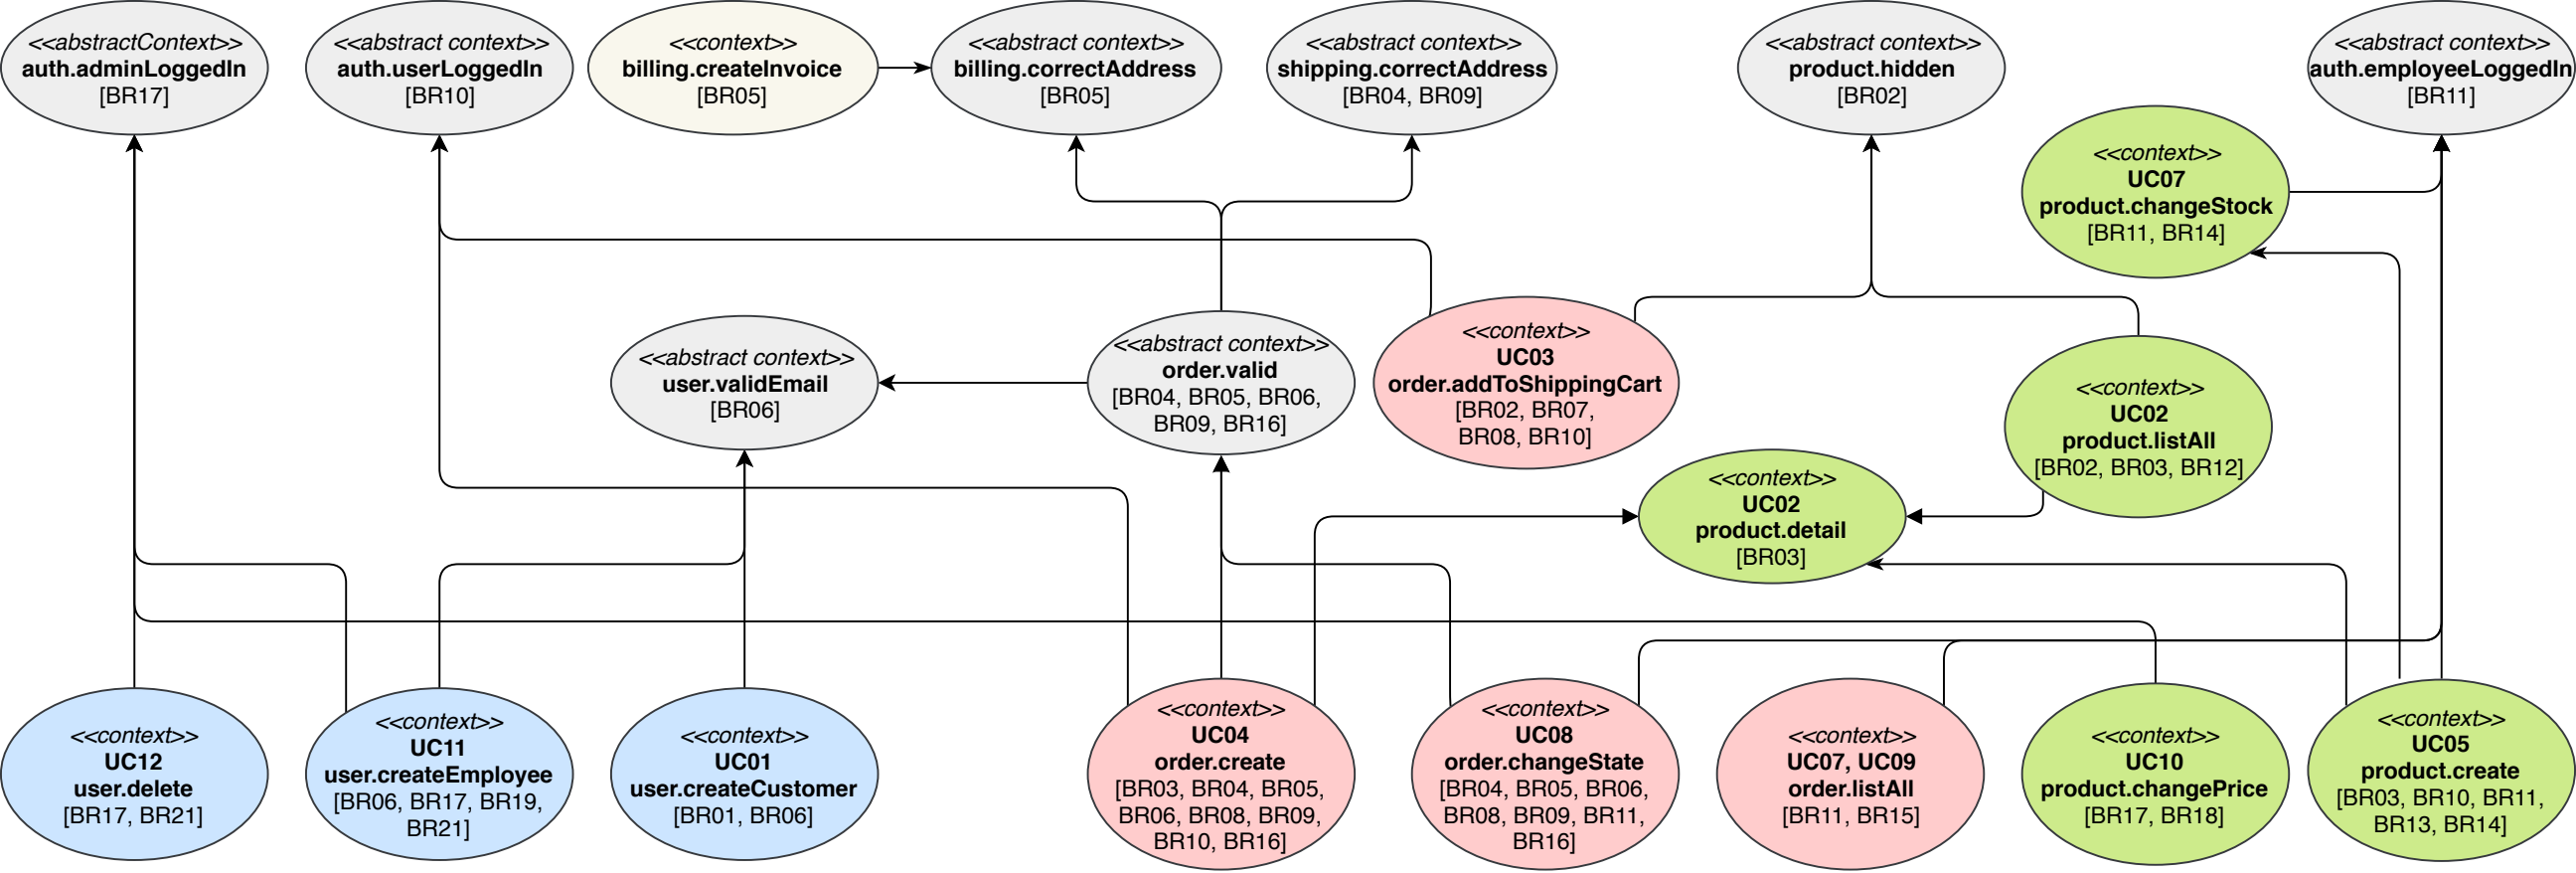 <<abstractContext>>
auth.adminLoggedIn
[BR17]
<<abstract context>>
auth.userLoggedIn
[BR10]
<<context>>
billing.createInvoice
[BR05]
<<abstract context>>
billing.correctAddress
[BR05]
<<abstract context>>
shipping.correctAddress
[BR04, BR09]
<<abstract context>>
product.hidden
[BR02]
<<abstract context>>
auth.employeeLoggedIn
[BR11]
<<context>>
UC07
product.changeStock
[BR11, BR14]
<<abstract context>>
user.validEmail
[BR06]
<<abstract context>>
order.valid
[BR04, BR05, BR06,
BR09, BR16]
<<context>>
UC03
order.addToShippingCart
[BR02, BR07,
BR08, BR10]
<<context>>
UC02
product.listAll
[BR02, BR03, BR12]
<<context>>
UC02
product.detail
[BR03]
<<context>>
UC12
user.delete
[BR17, BR21]
<<context>>
UC11
user.createEmployee
[BR06, BR17, BR19,
BR21]
<<context>>
UC01
user.createCustomer
[BR01, BR06]
<<context>>
UC04
order.create
[BR03, BR04, BR05,
BR06, BR08, BR09,
BR10, BR16]
<<context>>
UC08
order.changeState
[BR04, BR05, BR06,
BR08, BR09, BR11,
BR16]
<<context>>
UC07, UC09
order.listAll
[BR11, BR15]
<<context>>
UC10
product.changePrice
[BR17, BR18]
<<context>>
UC05
product.create
[BR03, BR10, BR11,
BR13, BR14]